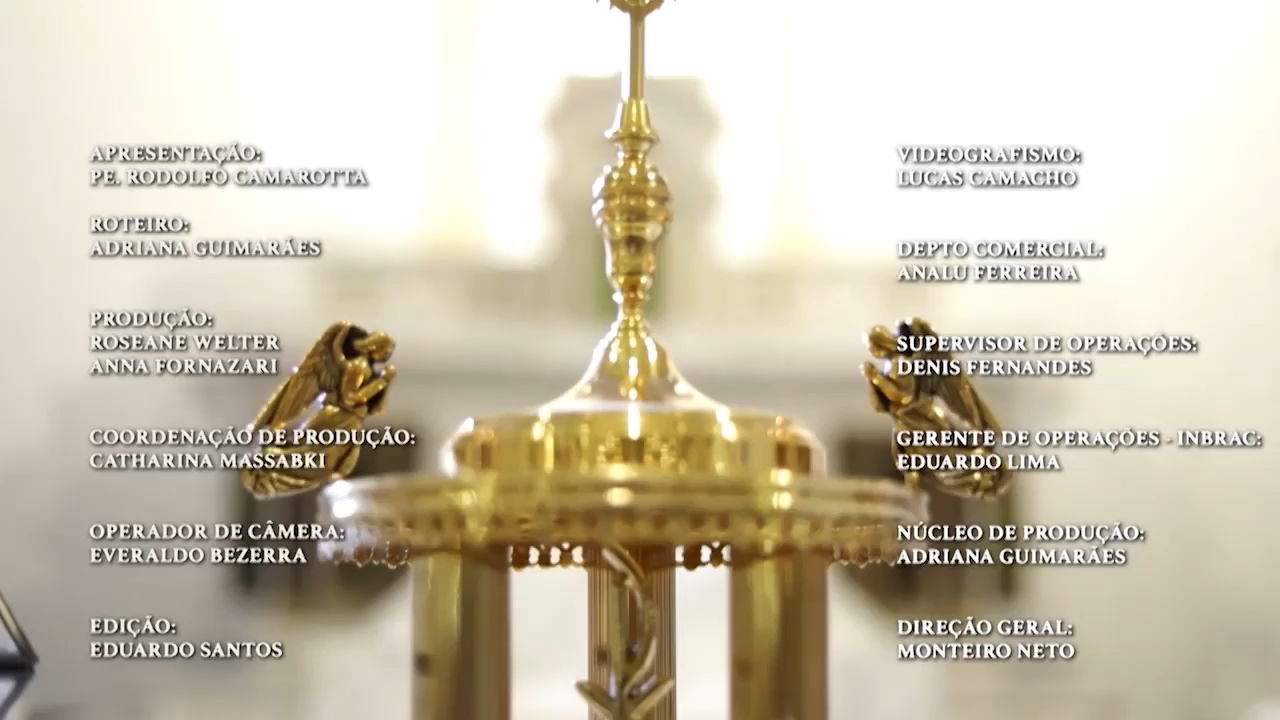 APRESENTAÇÃO:
PE. RODOLFO CAMAROTTA
ROTEIRO:
ADRIANA GUIMARÃES
PRODUÇÃO:
ROSEANE WELTER
ANNA FORNAZARI
COORDENAÇÃO DE PRODUÇÃO:
CATHARINA MASSABKI
OPERADOR DE CÂMERA:
EVERALDO BEZERRA
EDIÇÃO:
EDUARDO SANTOS
VIDEOGRAFISMO:
LUCAS CAMACHO
DEPTO COMERCIAL:
ANALU FERREIRA
SUPERVISOR DE OPERAÇÕES:
DENIS FERNANDES
GERENTE DE OPERAÇÕES - INBRAC:
EDUARDO LIMA
NÚCLEO DE PRODUÇÃO:
ADRIANA GUIMARÃES
DIREÇÃO GERAL:
MONTEIRO NETO